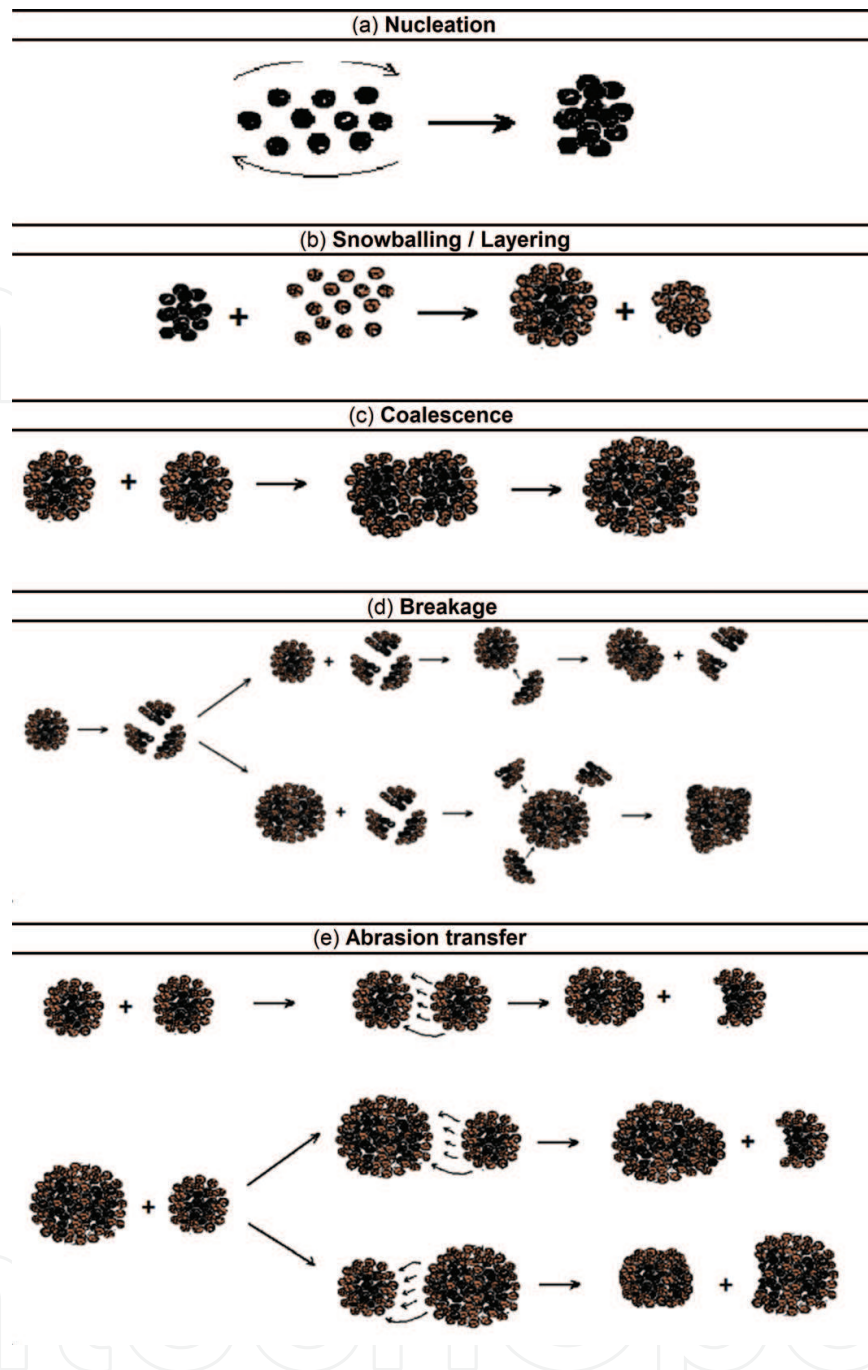 (a) Nucleation
(b) Snowballing / Layering
+
+
(c) Coalescence
+
(d) Breakage
+
+
+
(e) Abrasion transfer
+
+
+
+
+